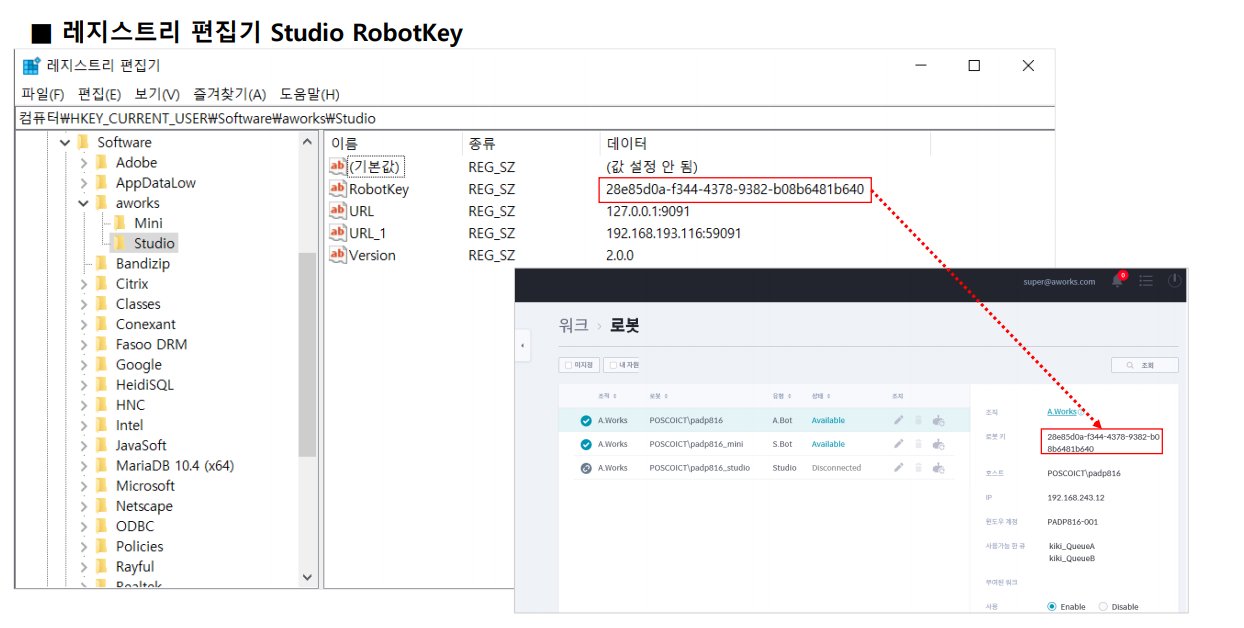 ■ 레지스트리 편집기 Studio RobotKey
레지스트리 편집기
파일(F) 편집(E) 보기(V) 즐겨찾기(A) 도움말(H)
컴퓨터₩HKEY_CURRENT_USER₩Software₩aworks₩Studio
Software
Adobe
AppDataLow
aworks
Mini
Studio
Bandizip
Citrix
Classes
Conexant
Fasoo DRM
Google
HeidiSQL
HNC
Intel
JavaSoft
MariaDB 10.4 (x64)
Microsoft
Netscape
ODBC
Policies
Rayful
Realtek
이름 종류 데이터
(기본값) REG_SZ (값 설정 안 됨)
RobotKey REG_SZ 28e85d0a-f344-4378-9382-b08b6481b640
URL REG_SZ 127.0.0.1:9091
URL_1 REG_SZ 192.168.193.116:59091
Version REG_SZ 2.0.0
super@aworks.com 0
워크 > 로봇
미지정 내 자원 조회
조직 로봇 유형 상태 조치
A.Works POSCOICT\padp816 A.Bot Available
A.Works POSCOICT\padp816_mini S.Bot Available
A.Works POSCOICT\padp816_studio Studio Disconnected
조직 A.Works
로봇 키 28e85d0a-f344-4378-9382-b0
8b6481b640
호스트 POSCOICT\padp816
IP 192.168.243.12
윈도우 계정 PADP816-001
사용가능 한 큐 kiki_QueueA
kiki_QueueB
부여된 워크
사용 Enable Disable